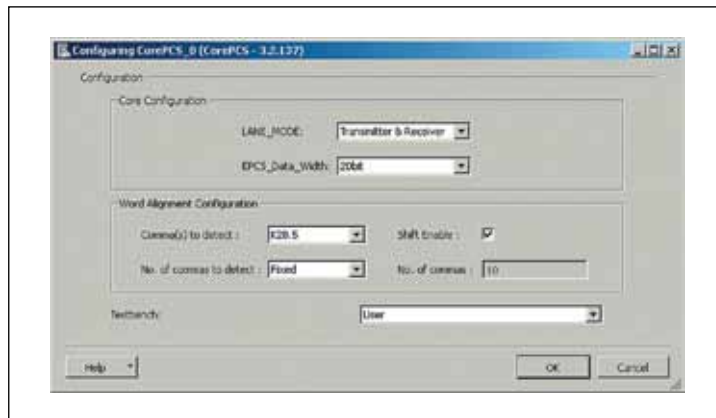 Configuring CorePCS_0 (CorePCS - 3.2.137)
Configuration
Core Configuration
LANE_MODE: Transmitter & Receiver
EPCS_Data_Width: 20bit
Word Alignment Configuration
Comma(s) to detect : K28.5 Shift Enable :
No. of commas to detect : Fixed No. of commas : 10
Testbench: User
Help OK Cancel